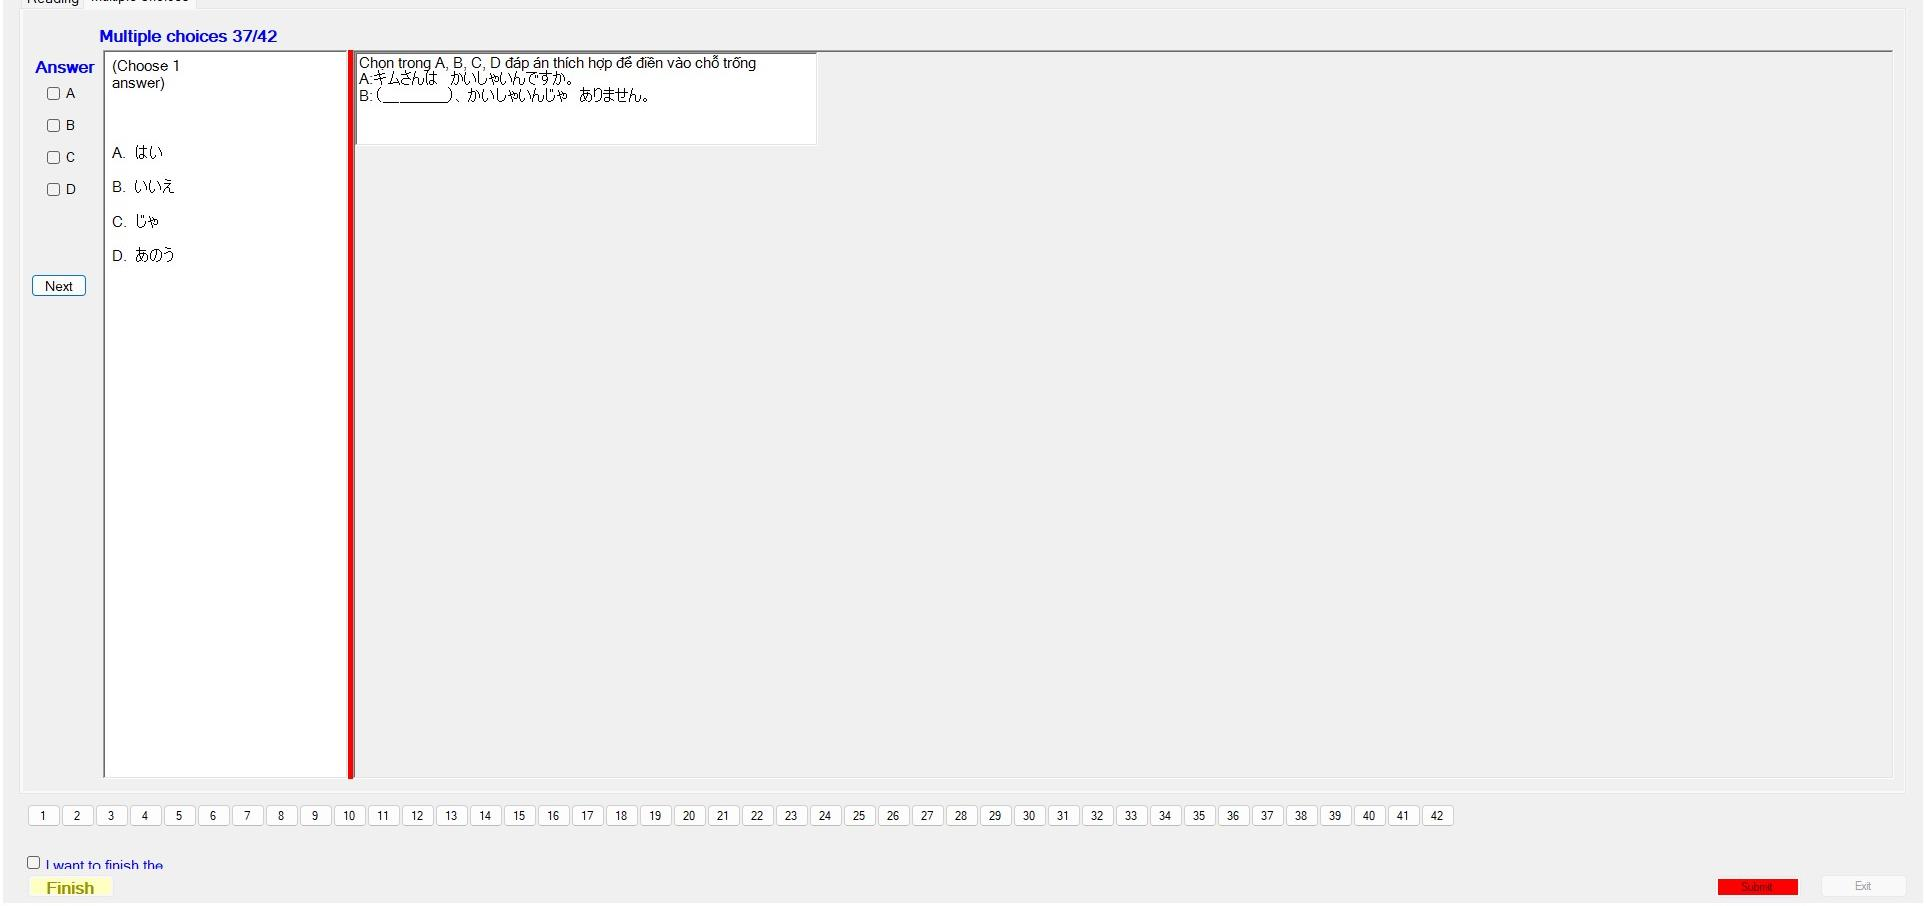 Reading Multiple Choices
Multiple choices 37/42
Answer
A
B
C
D
Next
(Choose 1
answer)
A. はい
B. いいえ
C. じゃ
D. あのう
Chọn trong A, B, C, D đáp án thích hợp để điền vào chỗ trống
A:キムさんは　かいしゃいんですか。
B:(________)、かいしゃいんじゃ　ありません。
1 2 3 4 5 6 7 8 9 10 11 12 13 14 15 16 17 18 19 20 21 22 23 24 25 26 27 28 29 30 31 32 33 34 35 36 37 38 39 40 41 42
I want to finish the
Finish
Submit
Exit